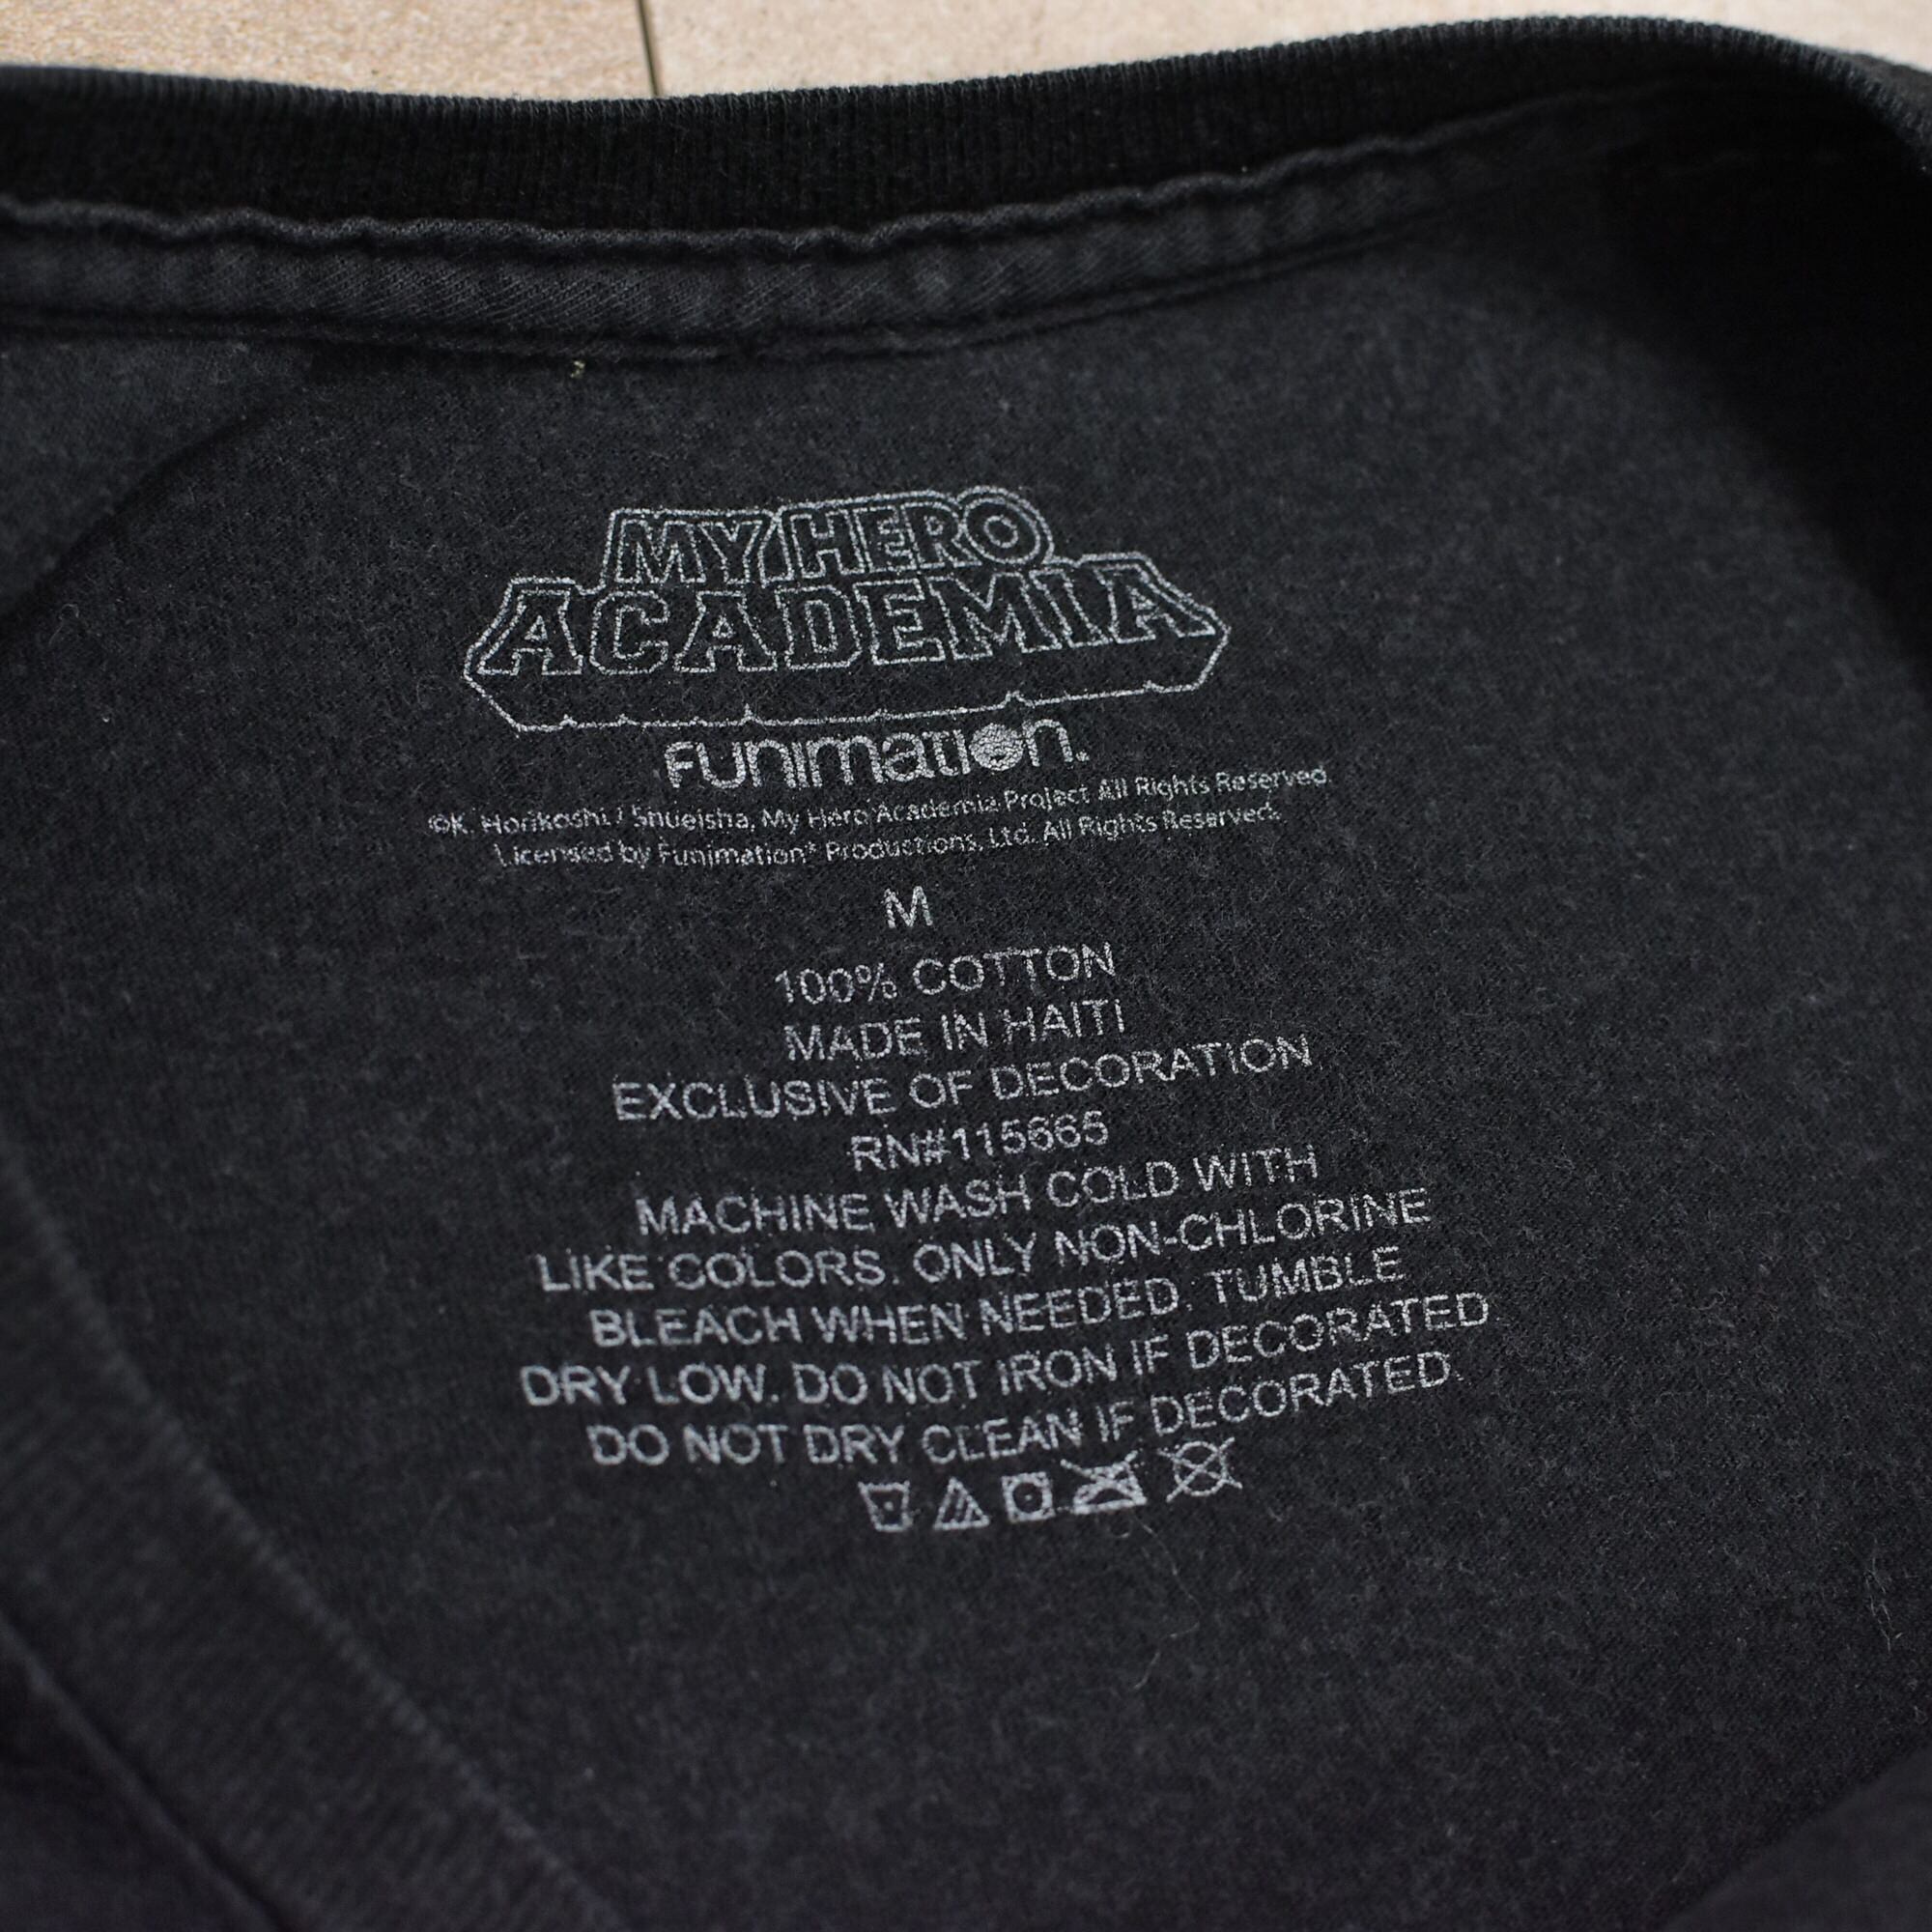 MY HERO
ACADEMIA
Funimation.
©K. Horikoshi / Shueisha, My Hero Academia Project All Rights Reserved.
Licensed by Funimation® Productions, Ltd. All Rights Reserved.
M
100% COTTON
MADE IN HAITI
EXCLUSIVE OF DECORATION
RN#115665
MACHINE WASH COLD WITH
LIKE COLORS. ONLY NON-CHLORINE
BLEACH WHEN NEEDED. TUMBLE
DRY LOW. DO NOT IRON IF DECORATED.
DO NOT DRY CLEAN IF DECORATED.